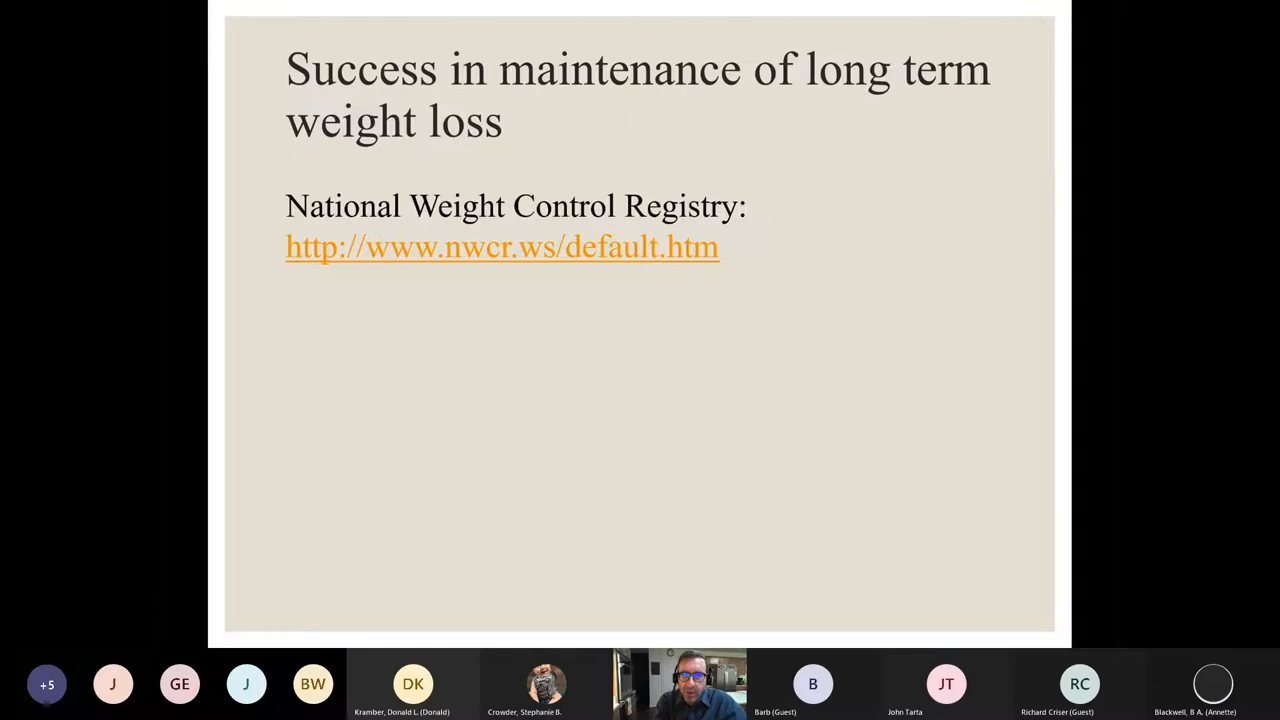 Success in maintenance of long term
weight loss
National Weight Control Registry:
http://www.nwcr.ws/default.htm
+5
J
GE
J
BW
DK
B
JT
RC
Kramber, Donald L. (Donald)
Crowder, Stephanie B.
Barb (Guest)
John Tarta
Richard Criser (Guest)
Blackwell, B A. (Annette)